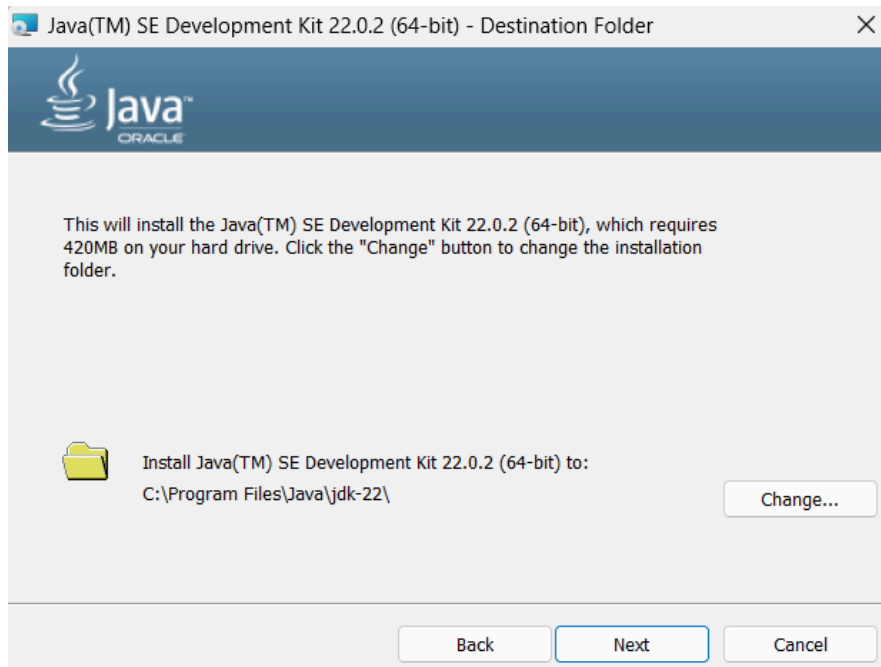 Java(TM) SE Development Kit 22.0.2 (64-bit) - Destination Folder
Java™
ORACLE
This will install the Java(TM) SE Development Kit 22.0.2 (64-bit), which requires
420MB on your hard drive. Click the "Change" button to change the installation
folder.
Install Java(TM) SE Development Kit 22.0.2 (64-bit) to:
C:\Program Files\Java\jdk-22\
Change...
Back
Next
Cancel